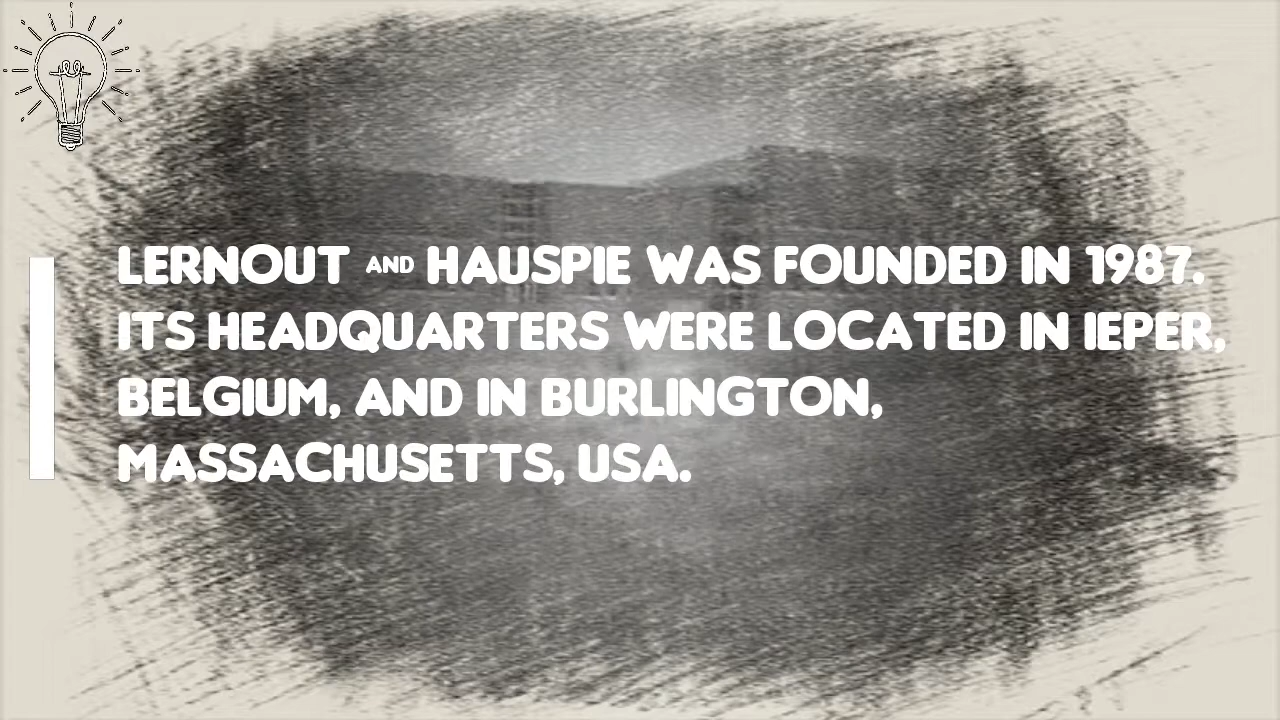 LERNOUT AND HAUSPIE WAS FOUNDED IN 1987.
ITS HEADQUARTERS WERE LOCATED IN IEPER,
BELGIUM, AND IN BURLINGTON,
MASSACHUSETTS, USA.